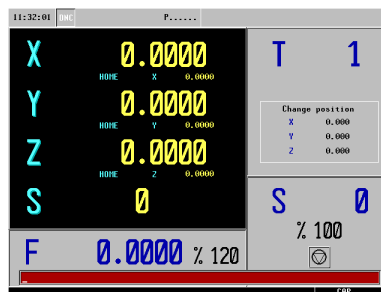 11:32:01 DNC P......
X 0.0000
HOME X 0.0000
Y 0.0000
HOME Y 0.0000
Z 0.0000
HOME Z 0.0000
S 0
T 1
Change position
X 0.000
Y 0.000
Z 0.000
S 0
% 100
F 0.0000 % 120
CAP